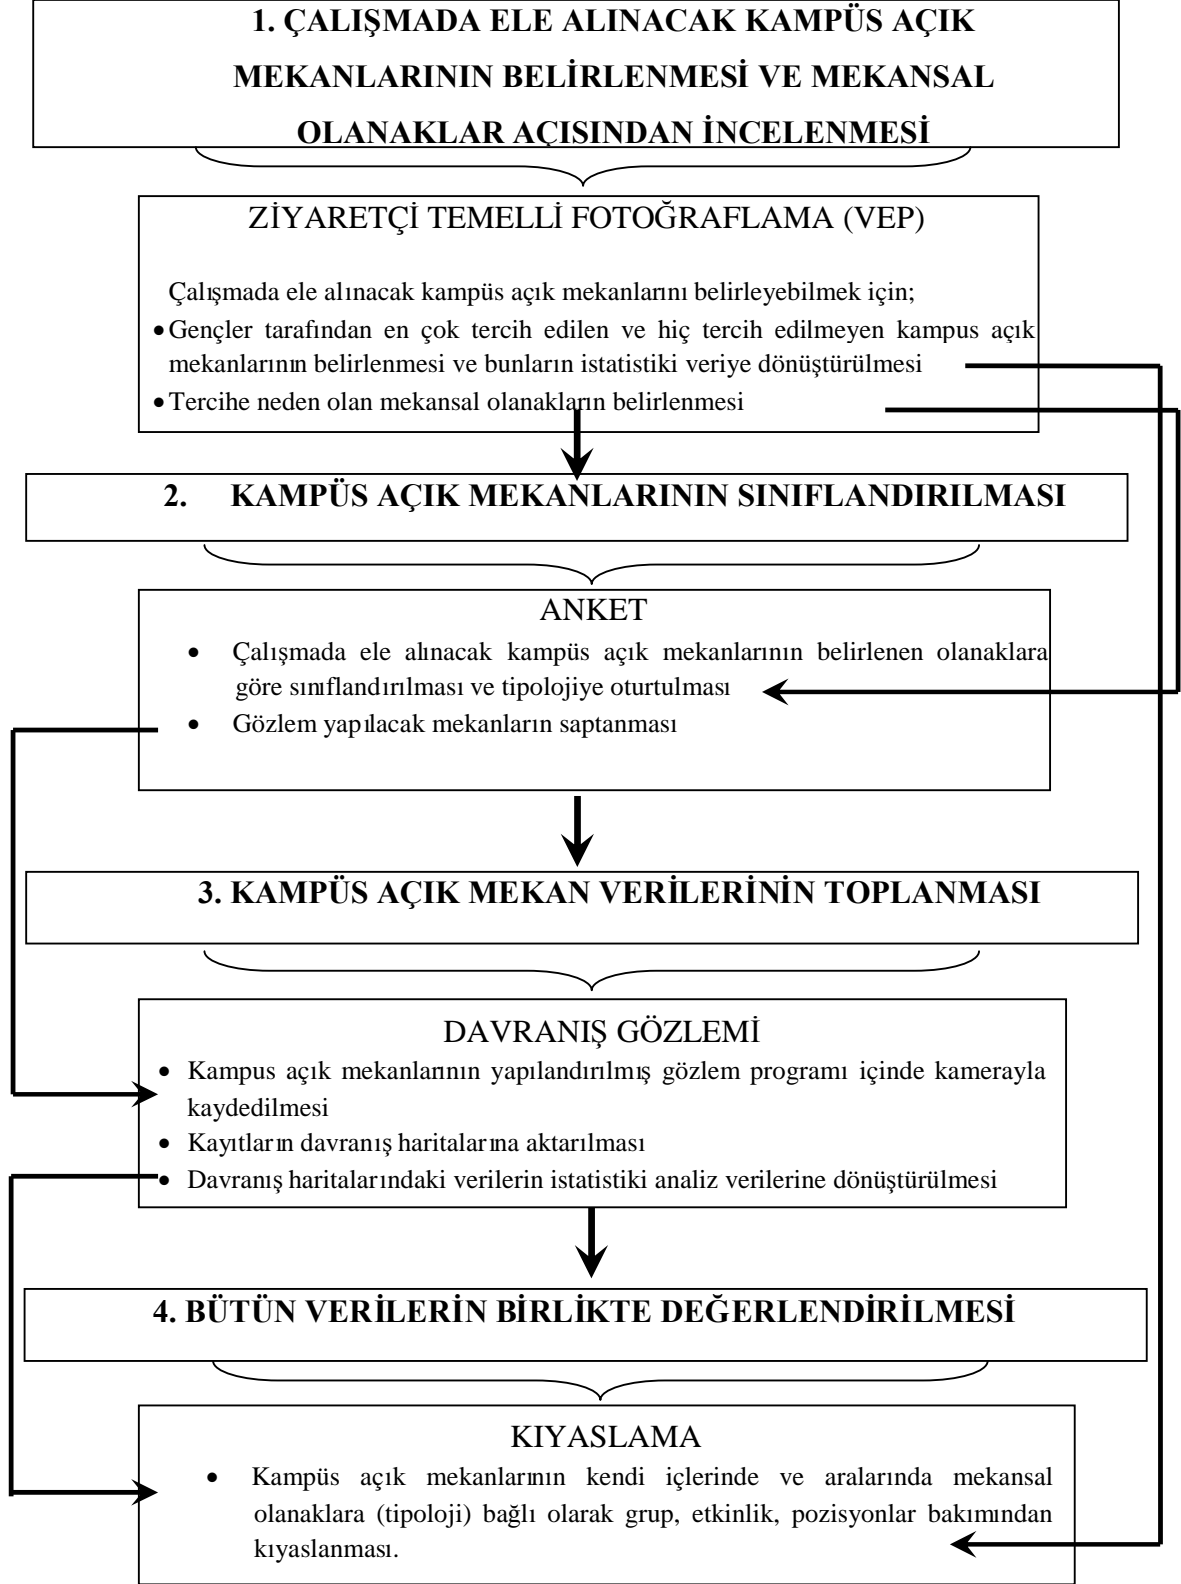 1. ÇALIŞMADA ELE ALINACAK KAMPÜS AÇIK
MEKANLARININ BELİRLENMESİ VE MEKANSAL
OLANAKLAR AÇISINDAN İNCELENMESİ
ZİYARETÇİ TEMELLİ FOTOĞRAFLAMA (VEP)
Çalışmada ele alınacak kampüs açık mekanlarını belirleyebilmek için;
• Gençler tarafından en çok tercih edilen ve hiç tercih edilmeyen kampus açık
mekanlarının belirlenmesi ve bunların istatistiki veriye dönüştürülmesi
• Tercihe neden olan mekansal olanakların belirlenmesi
2. KAMPÜS AÇIK MEKANLARININ SINIFLANDIRILMASI
ANKET
• Çalışmada ele alınacak kampüs açık mekanlarının belirlenen olanaklara
göre sınıflandırılması ve tipolojiye oturtulması
• Gözlem yapılacak mekanların saptanması
3. KAMPÜS AÇIK MEKAN VERİLERİNİN TOPLANMASI
DAVRANIŞ GÖZLEMİ
• Kampus açık mekanlarının yapılandırılmış gözlem programı içinde kamerayla
kaydedilmesi
• Kayıtların davranış haritalarına aktarılması
• Davranış haritalarındaki verilerin istatistiki analiz verilerine dönüştürülmesi
4. BÜTÜN VERİLERİN BİRLİKTE DEĞERLENDİRİLMESİ
KIYASLAMA
• Kampüs açık mekanlarının kendi içlerinde ve aralarında mekansal
olanaklara (tipoloji) bağlı olarak grup, etkinlik, pozisyonlar bakımından
kıyaslanması.